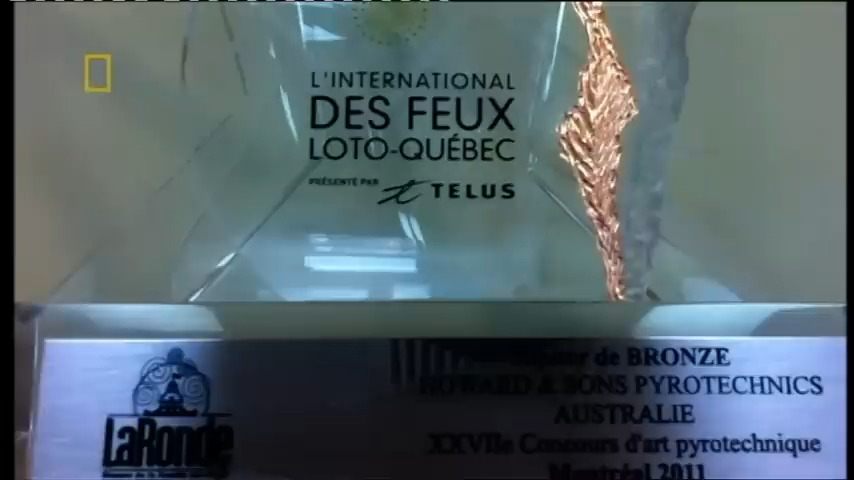 L'INTERNATIONAL
DES FEUX
LOTO-QUÉBEC
PRÉSENTÉ PAR TELUS
LaRonde
de BRONZE
HOWARD & SONS PYROTECHNICS
AUSTRALIE
XXVIIe Concours d'art pyrotechnique
Montréal 2011